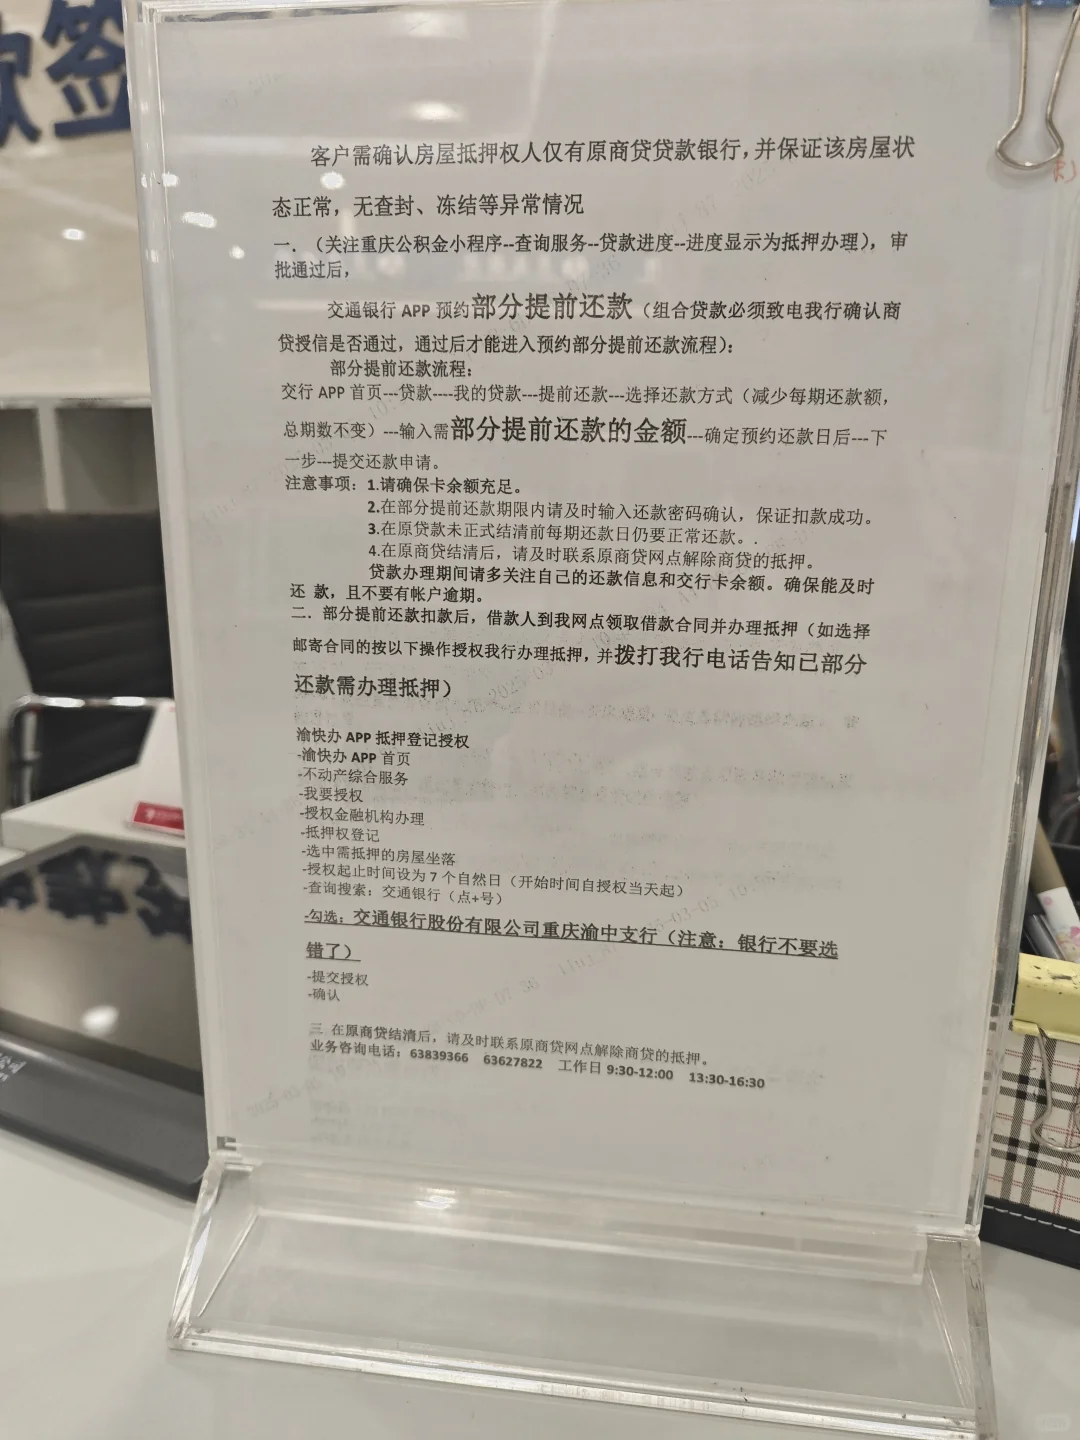 款签
客户需确认房屋抵押权人仅有原商贷贷款银行，并保证该房屋状
态正常，无查封、冻结等异常情况
一．（关注重庆公积金小程序--查询服务--贷款进度--进度显示为抵押办理），审
批通过后，
交通银行 APP 预约部分提前还款（组合贷款必须致电我行确认商
贷授信是否通过，通过后才能进入预约部分提前还款流程）：
部分提前还款流程：
交行 APP 首页---贷款----我的贷款---提前还款---选择还款方式（减少每期还款额，
总期数不变）---输入需部分提前还款的金额---确定预约还款日后---下
一步---提交还款申请。
注意事项：1.请确保卡余额充足。
2.在部分提前还款期限内请及时输入还款密码确认，保证扣款成功。
3.在原贷款未正式结清前每期还款日仍要正常还款。.
4.在原商贷结清后，请及时联系原商贷网点解除商贷的抵押。
贷款办理期间请多关注自己的还款信息和交行卡余额。确保能及时
还 款，且不要有帐户逾期。
二．部分提前还款扣款后，借款人到我网点领取借款合同并办理抵押（如选择
邮寄合同的按以下操作授权我行办理抵押，并拨打我行电话告知已部分
还款需办理抵押）
渝快办 APP 抵押登记授权
-渝快办 APP 首页
-不动产综合服务
-我要授权
-授权金融机构办理
-抵押权登记
-选中需抵押的房屋坐落
-授权起止时间设为 7 个自然日（开始时间自授权当天起）
-查询搜索：交通银行（点+号）
-勾选：交通银行股份有限公司重庆渝中支行（注意：银行不要选
错了）
-提交授权
-确认
三 在原商贷结清后，请及时联系原商贷网点解除商贷的抵押。
业务咨询电话：63839366 63627822 工作日 9:30-12:00 13:30-16:30